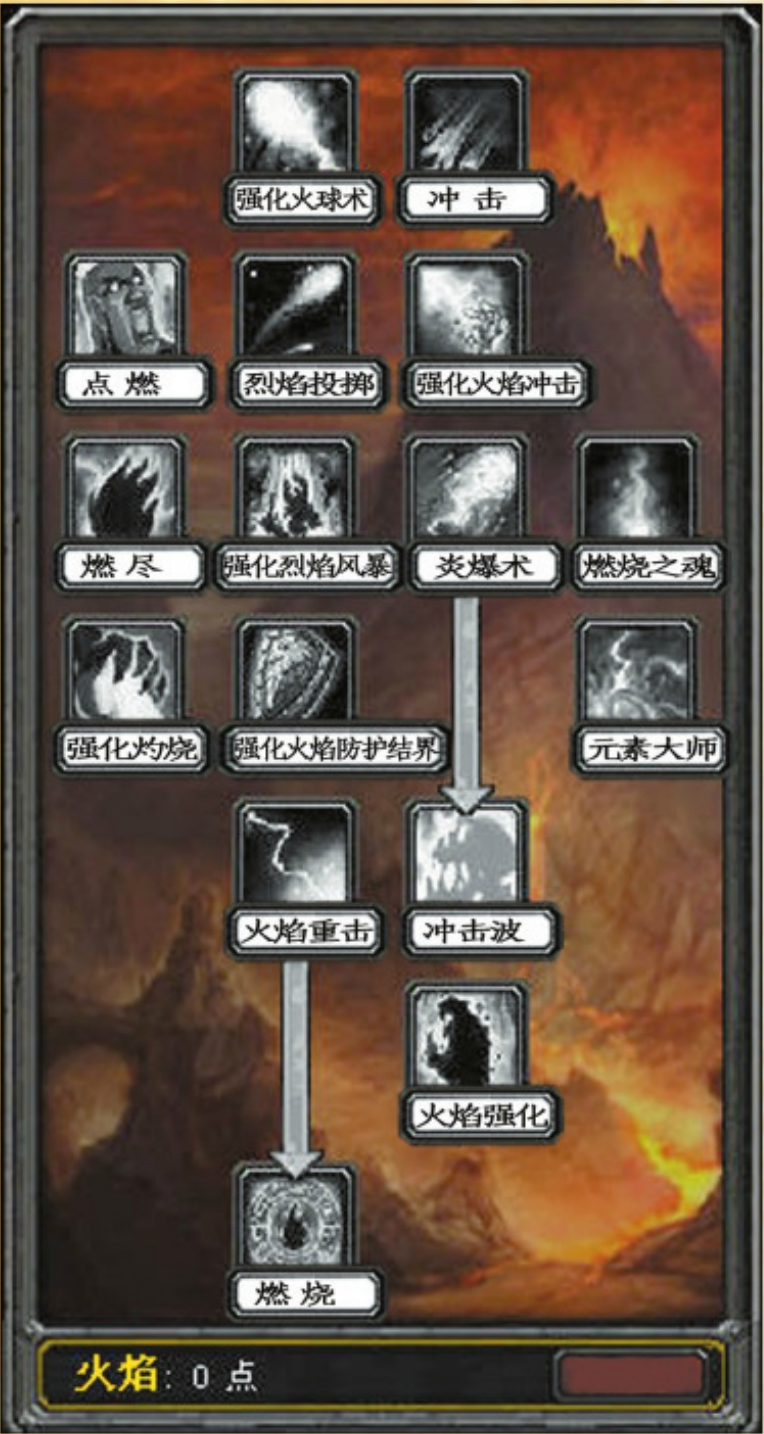 强化火球术
冲击
点燃
烈焰投掷
强化火焰冲击
燃尽
强化烈焰风暴
炎爆术
燃烧之魂
强化灼烧
强化火焰防护结界
元素大师
火焰重击
冲击波
火焰强化
燃烧
火焰: 0 点